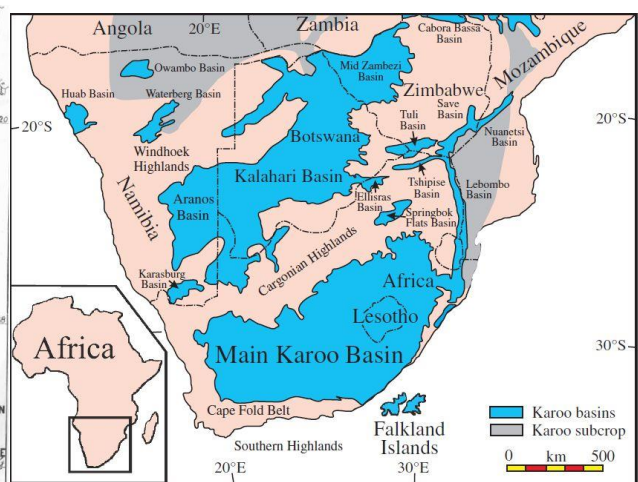 Angola
20°E
Zambia
Cabora Bassa
Basin
Mozambique
Owambo Basin
Mid Zambezi
Basin
Huab Basin
Waterberg Basin
Zimbabwe
Save
Basin
20°S
Tuli
Basin
20°S
Botswana
Nuanetsi
Basin
Windhoek
Highlands
Kalahari Basin
Tshipise
Basin
Lebombo
Basin
Namibia
Aranos
Basin
Ellisras
Basin
Springbok
Flats Basin
Cargonian Highlands
Karasburg
Basin
Africa
Lesotho
Africa
Main Karoo Basin
30°S
Cape Fold Belt
Falkland
Islands
Southern Highlands
Karoo basins
Karoo subcrop
0 km 500
20°E
30°E